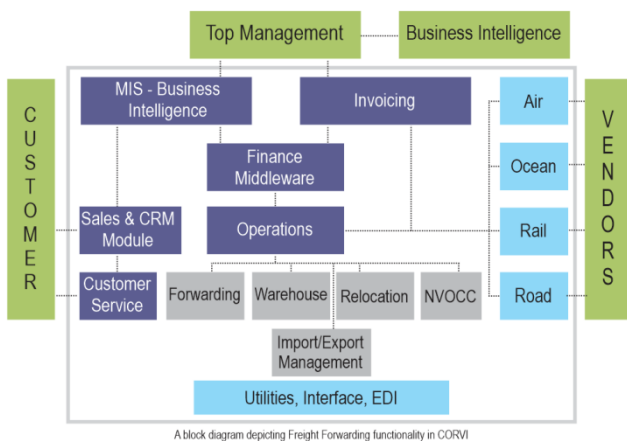 Top Management
Business Intelligence
CUSTOMER
MIS - Business
Intelligence
Invoicing
Air
VENDORS
Finance
Middleware
Ocean
Sales & CRM
Module
Operations
Rail
Customer
Service
Forwarding
Warehouse
Relocation
NVOCC
Road
Import/Export
Management
Utilities, Interface, EDI
A block diagram depicting Freight Forwarding functionality in CORVI